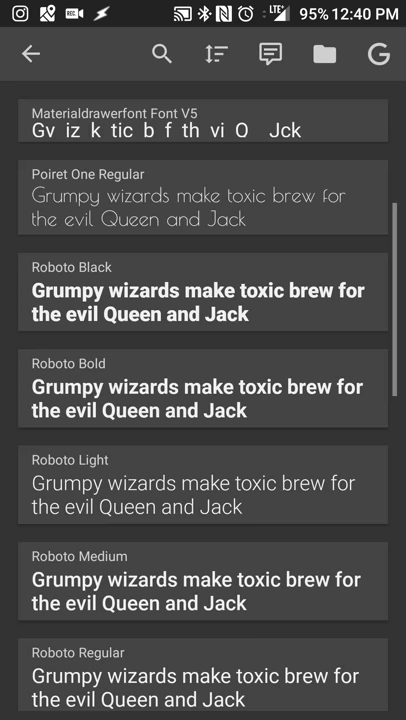 95% 12:40 PM
Materialdrawerfont Font V5
Gv iz k tic b f th vi O Jck
Poiret One Regular
Grumpy wizards make toxic brew for
the evil Queen and Jack
Roboto Black
Grumpy wizards make toxic brew for
the evil Queen and Jack
Roboto Bold
Grumpy wizards make toxic brew for
the evil Queen and Jack
Roboto Light
Grumpy wizards make toxic brew for
the evil Queen and Jack
Roboto Medium
Grumpy wizards make toxic brew for
the evil Queen and Jack
Roboto Regular
Grumpy wizards make toxic brew for
the evil Queen and Jack